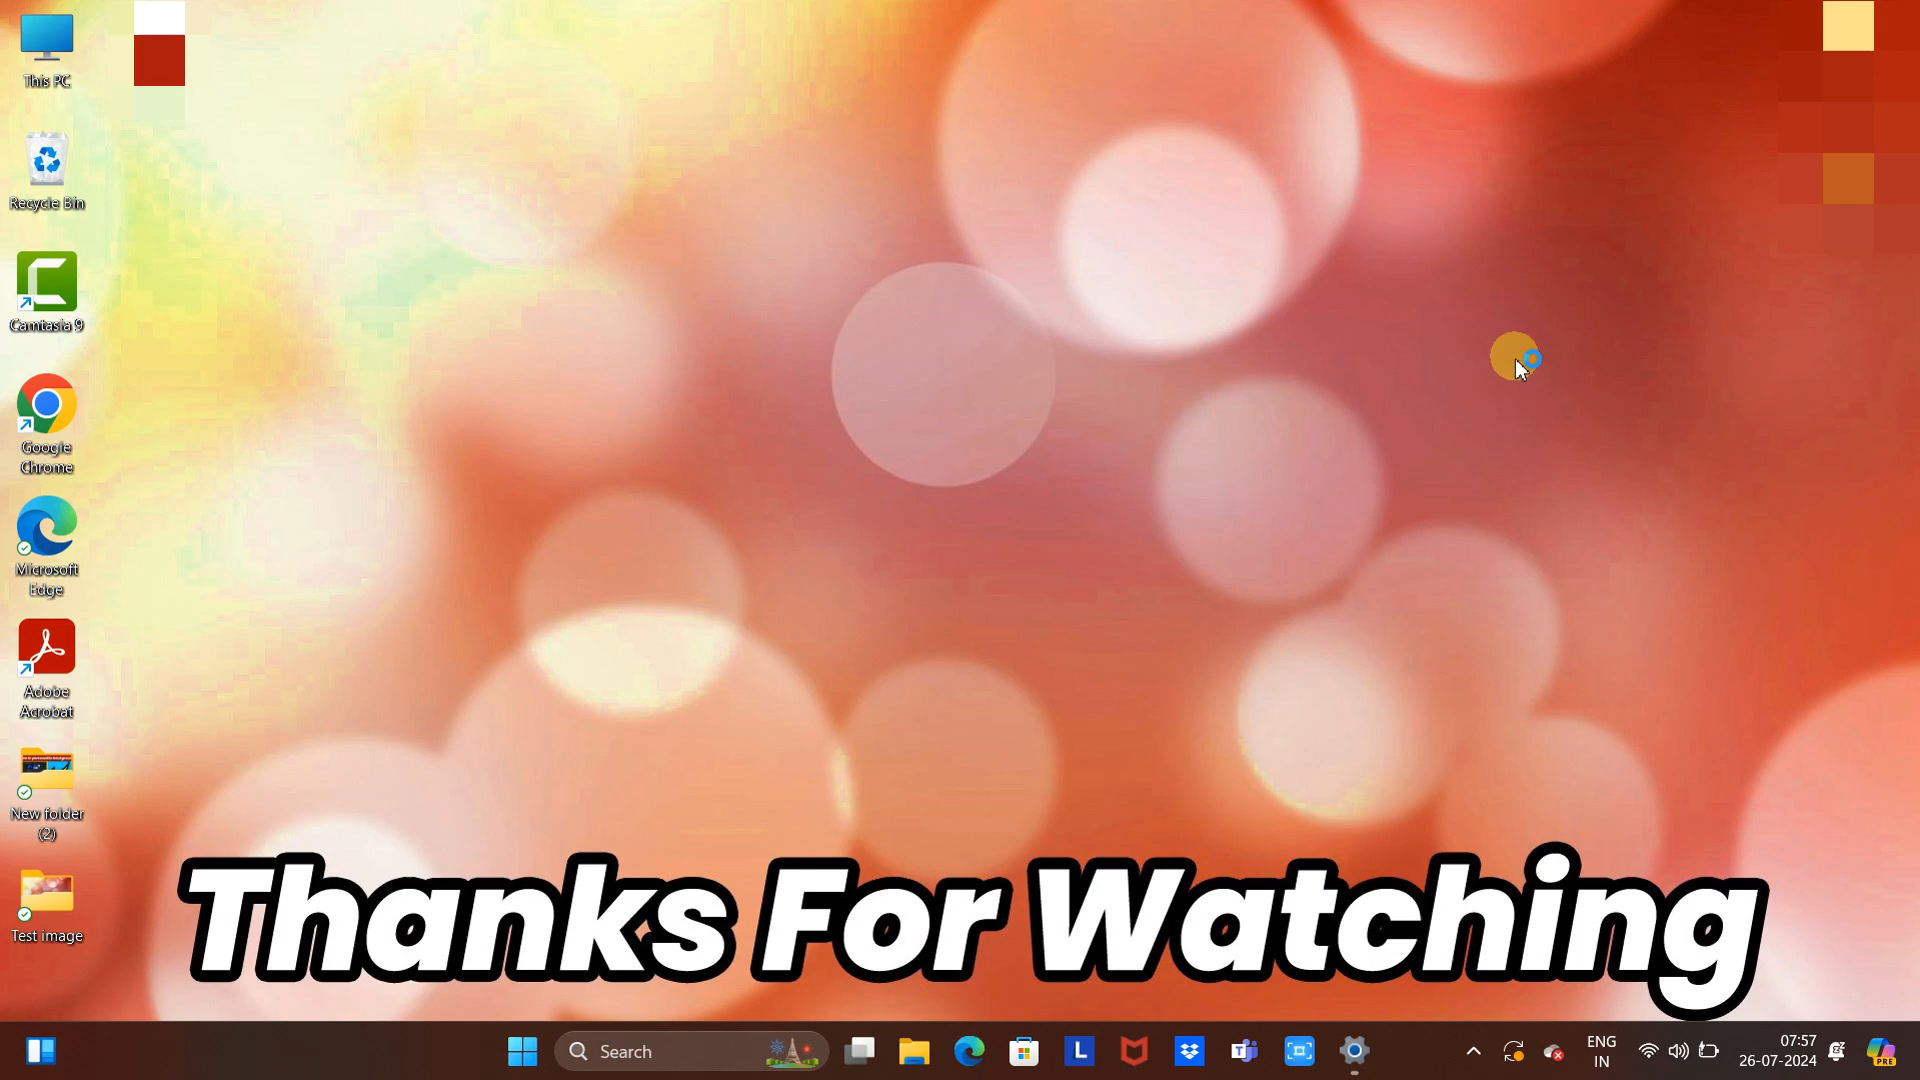 This PC
Recycle Bin
Camtasia 9
Google
Chrome
Microsoft
Edge
Adobe
Acrobat
New folder
(2)
Test image
Thanks For Watching
Search
L
T
ENG
IN
07:57
26-07-2024
PRE